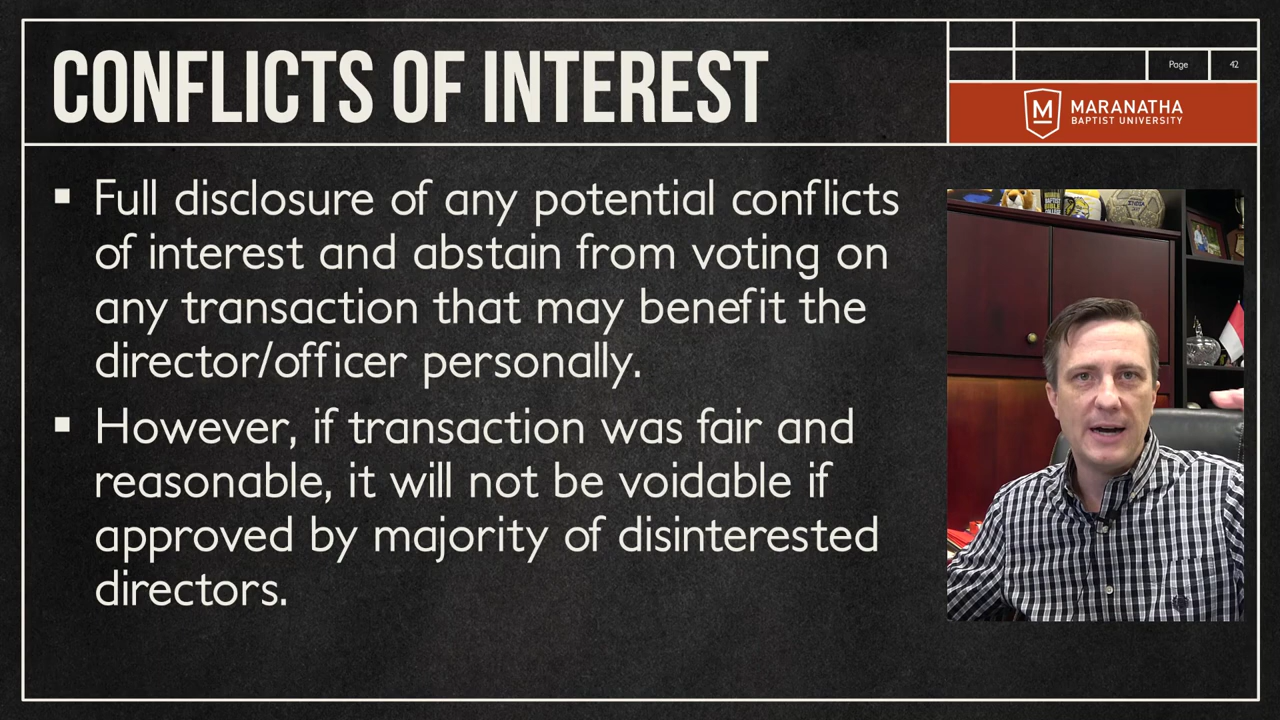 CONFLICTS OF INTEREST
Page 42
M MARANATHA
BAPTIST UNIVERSITY
▪ Full disclosure of any potential conflicts
of interest and abstain from voting on
any transaction that may benefit the
director/officer personally.
▪ However, if transaction was fair and
reasonable, it will not be voidable if
approved by majority of disinterested
directors.